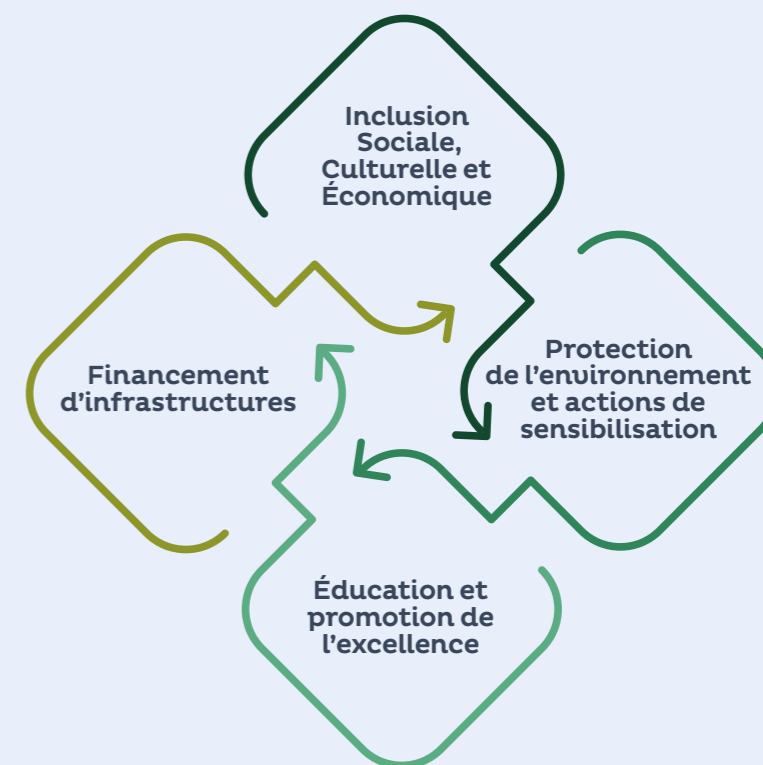 Inclusion
Sociale,
Culturelle et
Économique
Financement
d'infrastructures
Protection
de l'environnement
et actions de
sensibilisation
Éducation et
promotion de
l'excellence